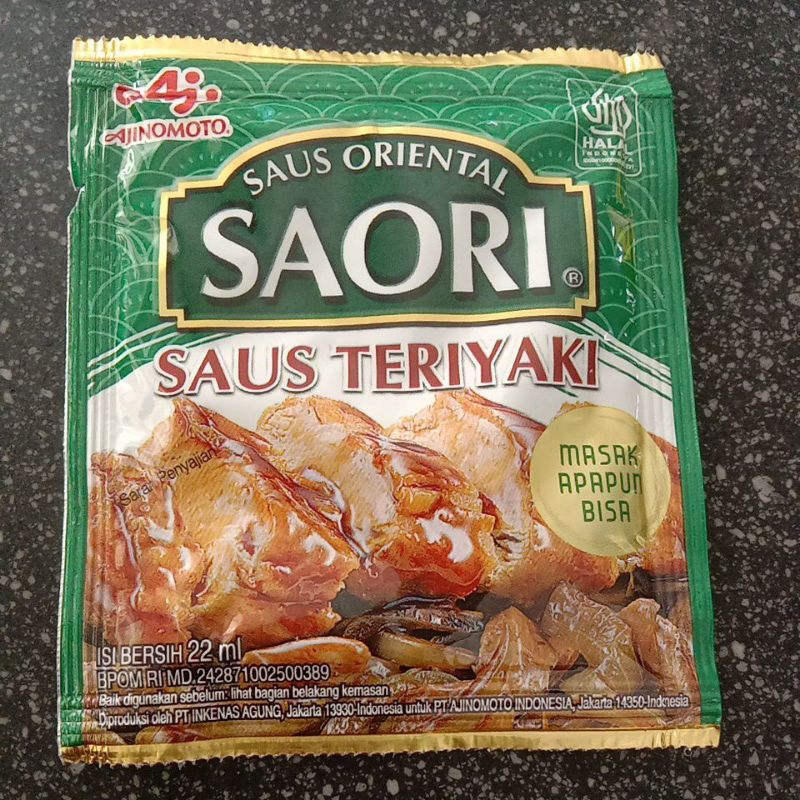 AJINOMOTO®
HALAL
INDONESIA
SAUS ORIENTAL
SAORI®
SAUS TERIYAKI
MASAK
APAPUN
BISA
Saran Penyajian
ISI BERSIH 22 ml
BPOM RI MD.242871002500389
Baik digunakan sebelum: lihat bagian belakang kemasan
Diproduksi oleh PT INKENAS AGUNG, Jakarta 13930-Indonesia untuk PT AJINOMOTO INDONESIA, Jakarta 14350-Indonesia